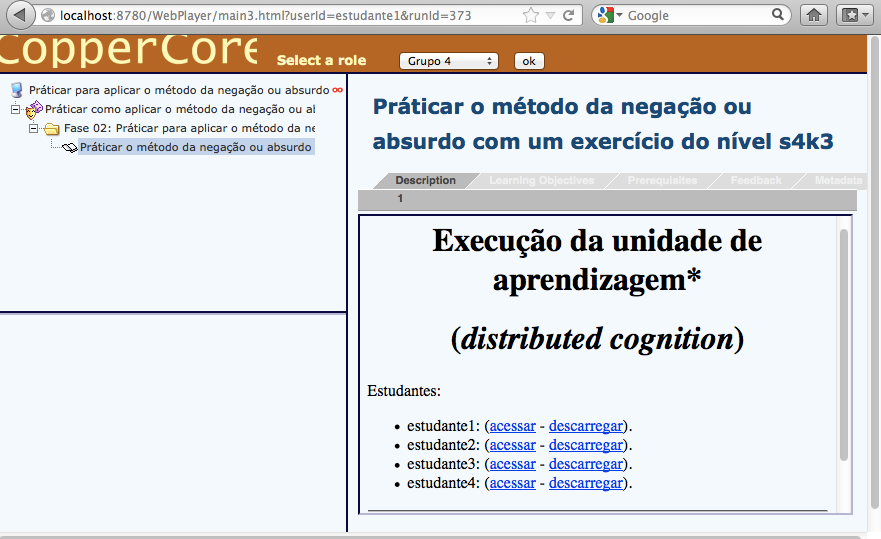 localhost:8780/WebPlayer/main3.html?userId=estudante1&runId=373
Google
CopperCore
Select a role
Grupo 4
ok
Práticar para aplicar o método da negação ou absurdo
Práticar como aplicar o método da negação ou al
Fase 02: Práticar para aplicar o método da ne
Práticar o método da negação ou absurdo
Práticar o método da negação ou
absurdo com um exercício do nível s4k3
Description
Learning Objectives
Prerequisites
Feedback
Metadata
1
Execução da unidade de
aprendizagem*
(distributed cognition)
Estudantes:
• estudante1: (acessar - descarregar).
• estudante2: (acessar - descarregar).
• estudante3: (acessar - descarregar).
• estudante4: (acessar - descarregar).